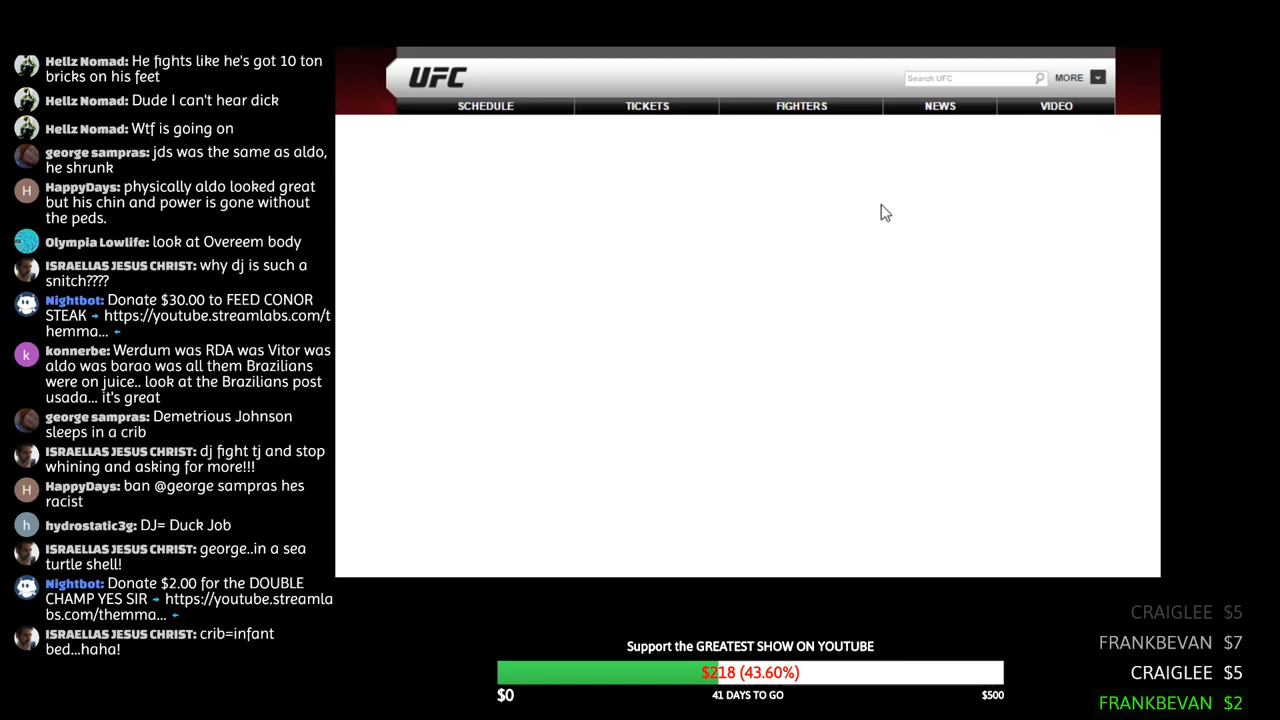 Hellz Nomad: He fights like he's got 10 ton
bricks on his feet
Hellz Nomad: Dude I can't hear dick
Hellz Nomad: Wtf is going on
george sampras: jds was the same as aldo,
he shrunk
HappyDays: physically aldo looked great
but his chin and power is gone without
the peds.
Olympia Lowlife: look at Overeem body
ISRAELLAS JESUS CHRIST: why dj is such a
snitch????
Nightbot: Donate $30.00 to FEED CONOR
STEAK → https://youtube.streamlabs.com/t
hemma... ←
konnerbe: Werdum was RDA was Vitor was
aldo was barao was all them Brazilians
were on juice.. look at the Brazilians post
usada... it's great
george sampras: Demetrious Johnson
sleeps in a crib
ISRAELLAS JESUS CHRIST: dj fight tj and stop
whining and asking for more!!!
HappyDays: ban @george sampras hes
racist
hydrostatic3g: DJ= Duck Job
ISRAELLAS JESUS CHRIST: george..in a sea
turtle shell!
Nightbot: Donate $2.00 for the DOUBLE
CHAMP YES SIR → https://youtube.streamla
bs.com/themma... ←
ISRAELLAS JESUS CHRIST: crib=infant
bed...haha!
UFC
Search UFC
MORE
SCHEDULE TICKETS FIGHTERS NEWS VIDEO
Support the GREATEST SHOW ON YOUTUBE
$218 (43.60%)
$0 41 DAYS TO GO $500
CRAIGLEE $5
FRANKBEVAN $7
CRAIGLEE $5
FRANKBEVAN $2
H
k
H
h